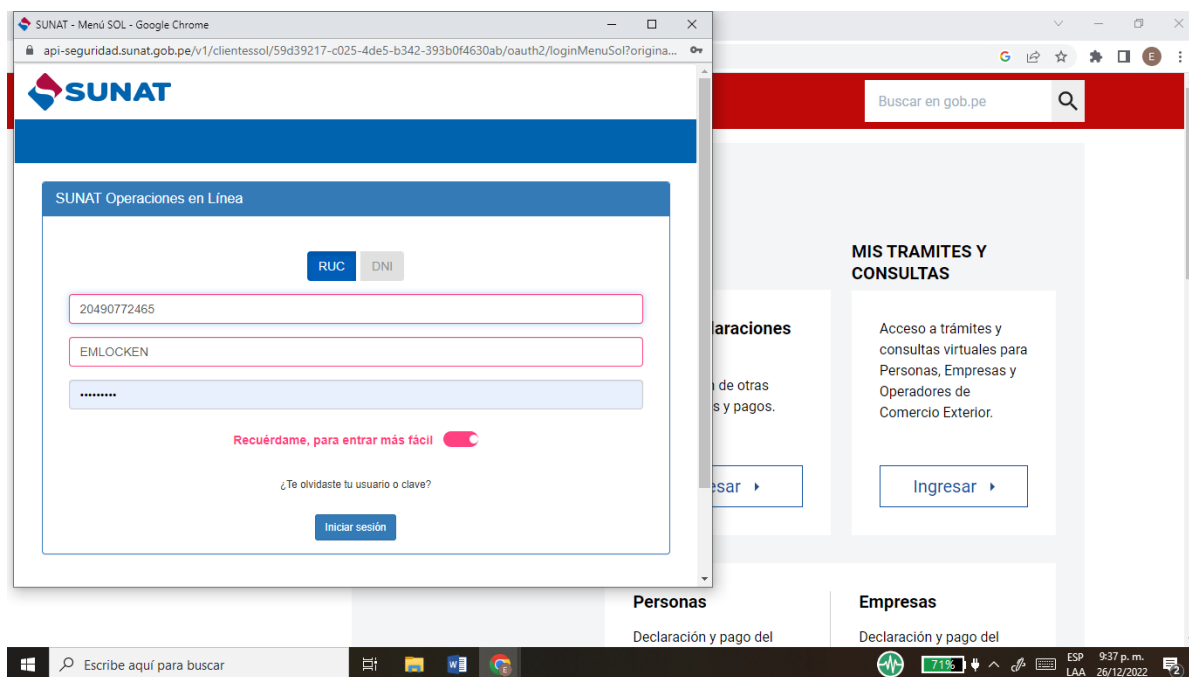 SUNAT - Menú SOL - Google Chrome
api-seguridad.sunat.gob.pe/v1/clientessol/59d39217-c025-4de5-b342-393b0f4630ab/oauth2/loginMenuSol?origina...
SUNAT
SUNAT Operaciones en Línea
RUC DNI
20490772465
EMLOCKEN
•••••••••
Recuérdame, para entrar más fácil
¿Te olvidaste tu usuario o clave?
Iniciar sesión
E
Buscar en gob.pe
MIS TRAMITES Y
CONSULTAS
laraciones
de otras
s y pagos.
esar
Acceso a trámites y
consultas virtuales para
Personas, Empresas y
Operadores de
Comercio Exterior.
Ingresar
Personas
Declaración y pago del
Empresas
Declaración y pago del
Escribe aquí para buscar
71%
ESP
LAA
9:37 p. m.
26/12/2022
2